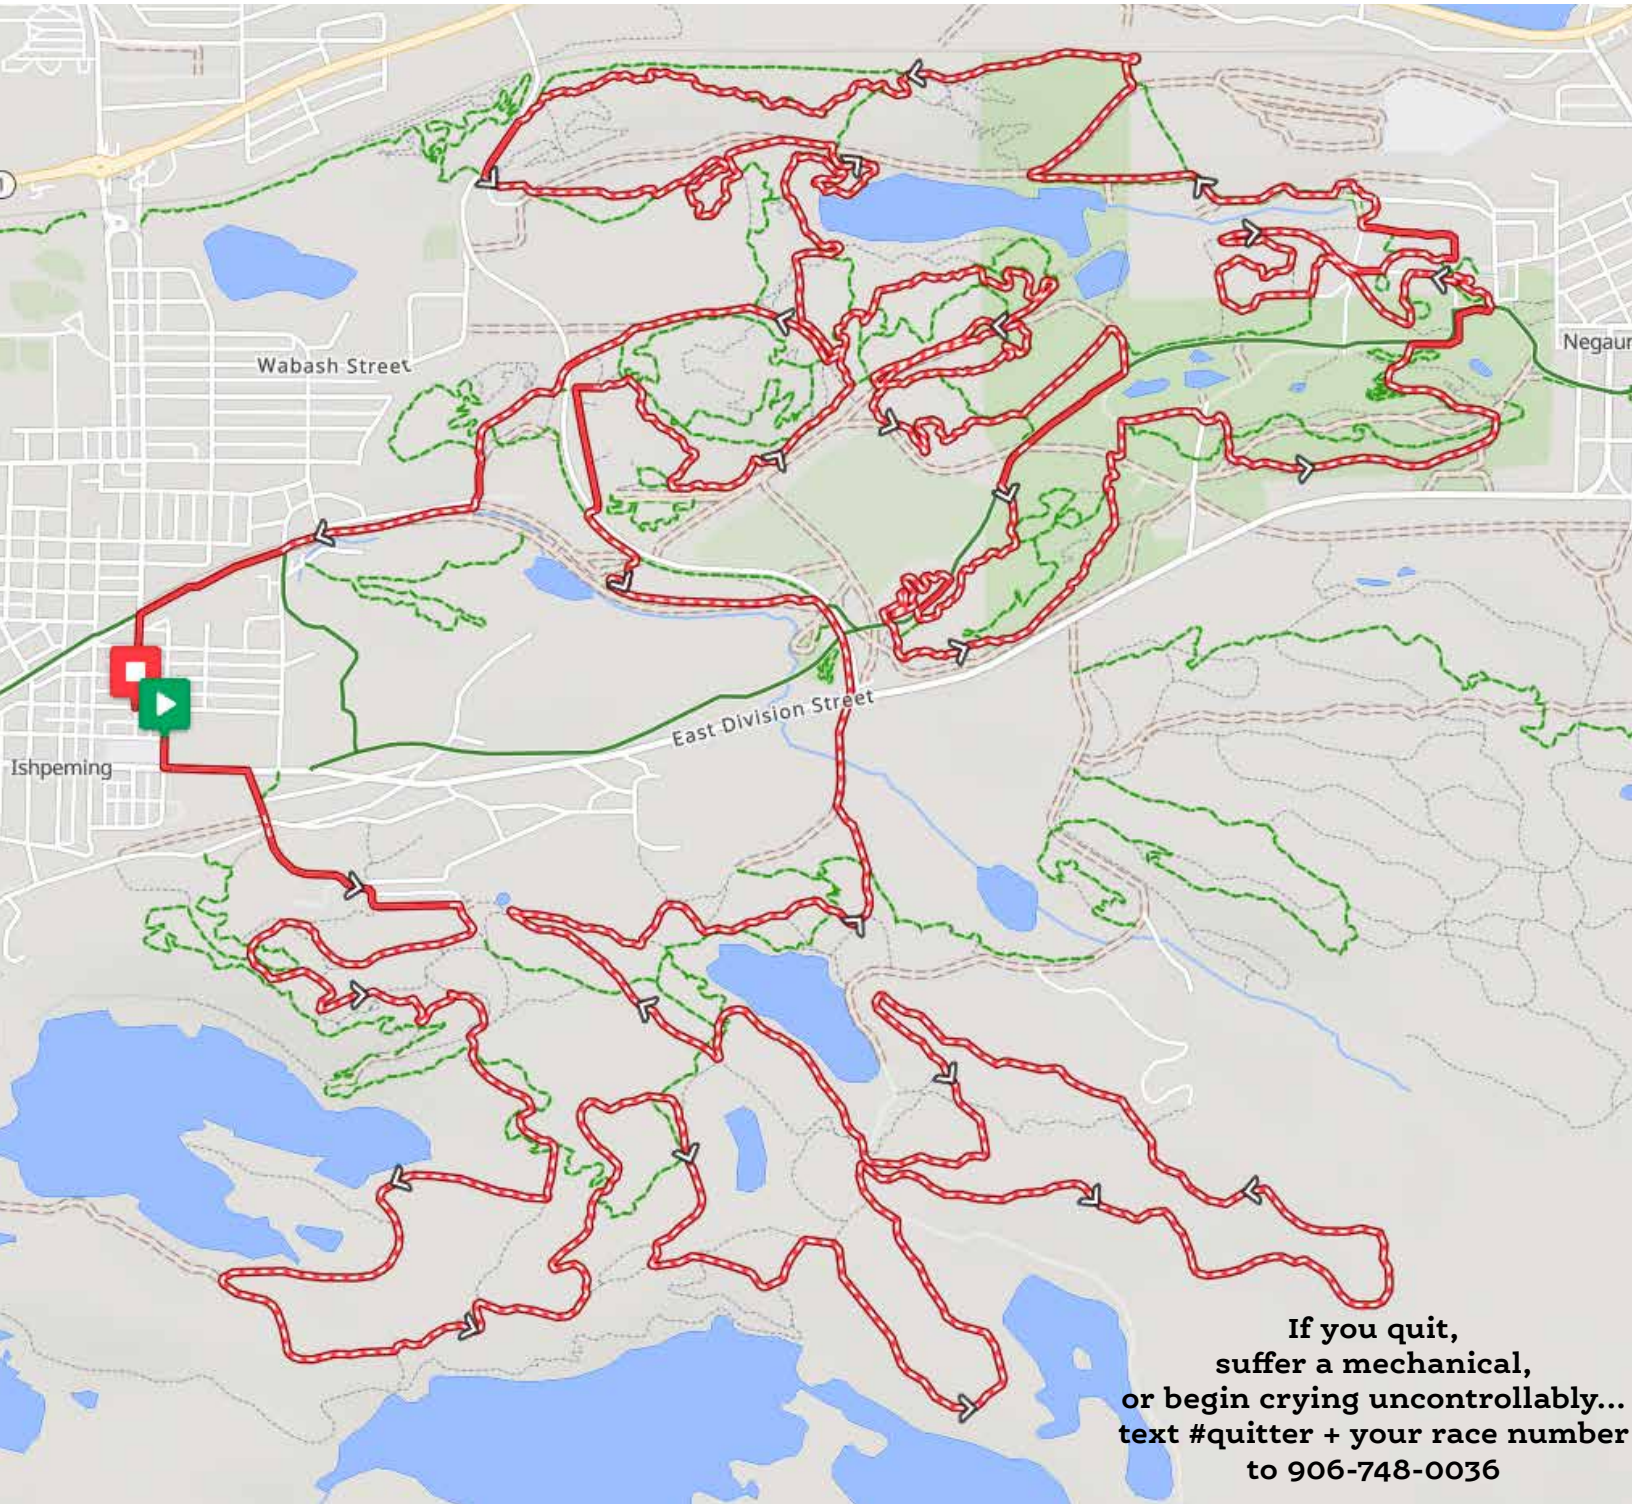 Wabash Street
Negaun
East Division Street
Ishpeming
If you quit,
suffer a mechanical,
or begin crying uncontrollably...
text #quitter + your race number
to 906-748-0036